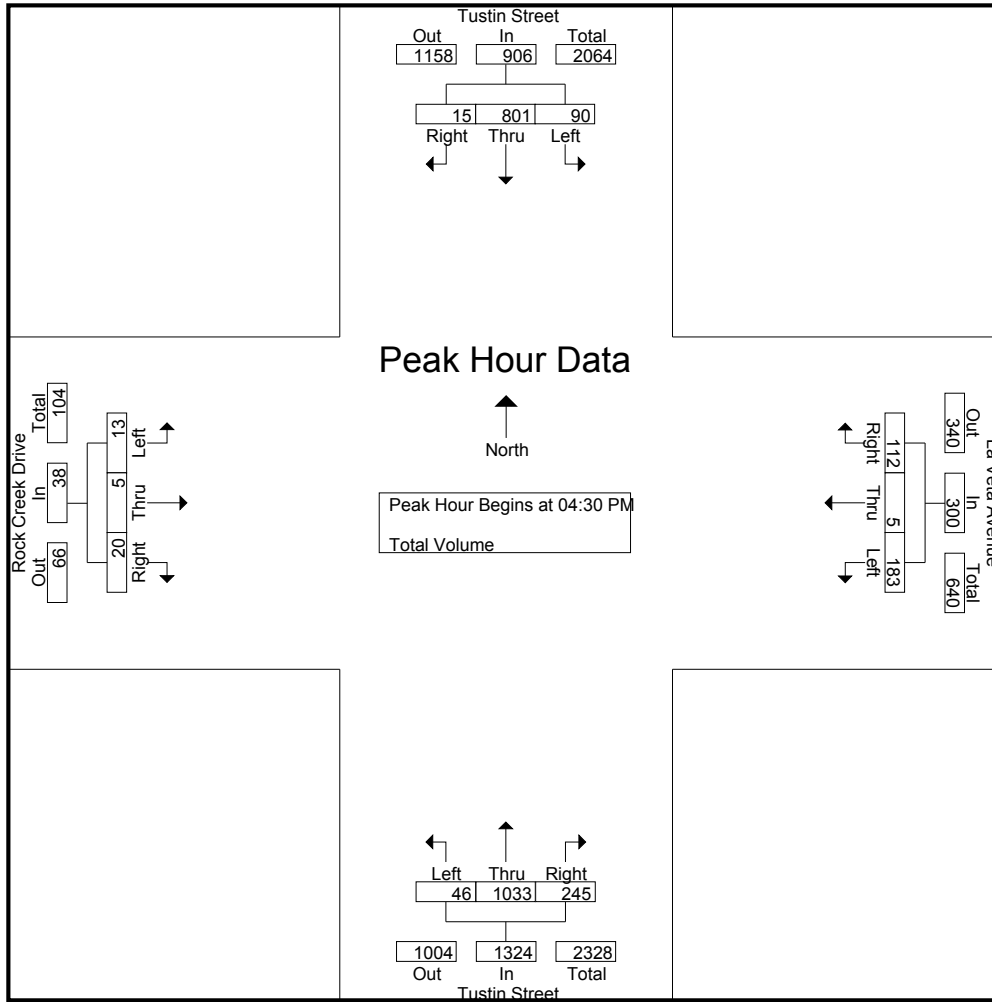 Tustin Street
Out In Total
1158 906 2064
15 801 90
Right Thru Left
Peak Hour Data
North
Peak Hour Begins at 04:30 PM
Total Volume
Rock Creek Drive
Out In Total
66 38 104
20 5 13
Right Thru Left
La Veta Avenue
Out In Total
340 300 640
Right Thru Left
112 5 183
Left Thru Right
46 1033 245
1004 1324 2328
Out In Total
Tustin Street